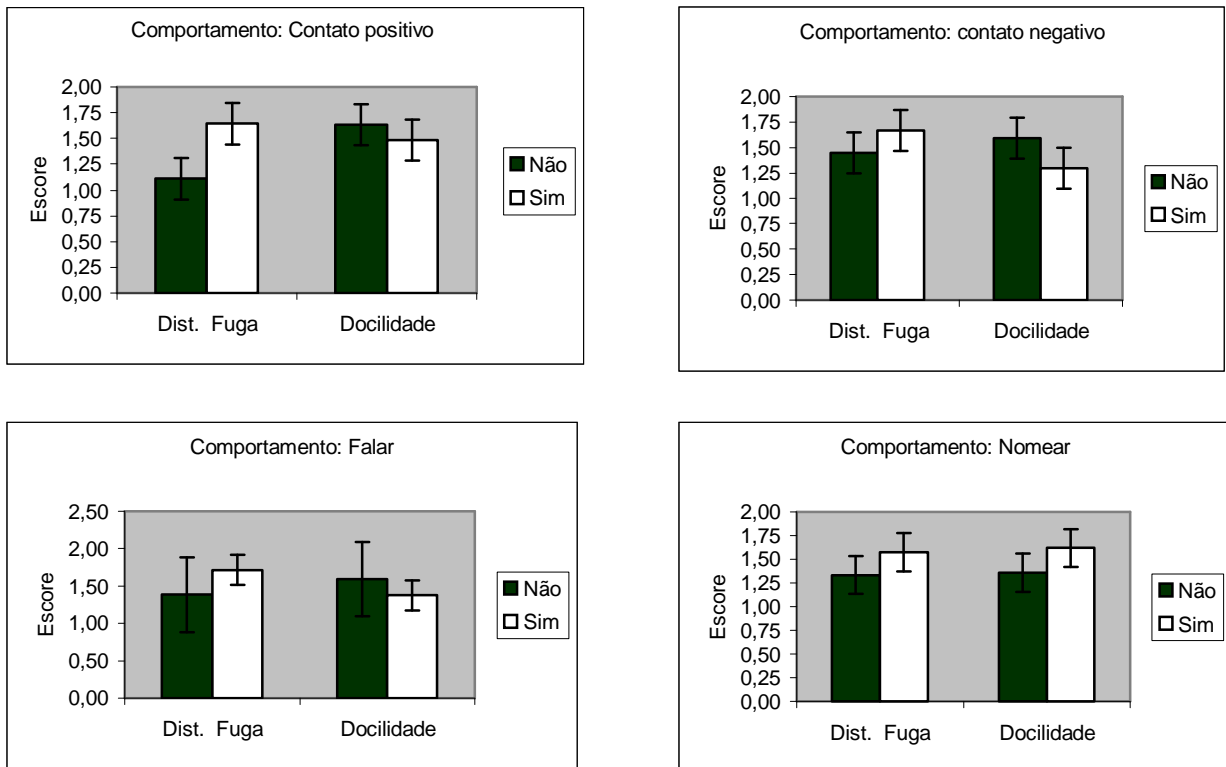 Comportamento: Contato positivo
Escore
2,00
1,75
1,50
1,25
1,00
0,75
0,50
0,25
0,00
Dist. Fuga
Docilidade
Não
Sim
Comportamento: contato negativo
Escore
2,00
1,75
1,50
1,25
1,00
0,75
0,50
0,25
0,00
Dist. Fuga
Docilidade
Não
Sim
Comportamento: Falar
Escore
2,50
2,00
1,50
1,00
0,50
0,00
Dist. Fuga
Docilidade
Não
Sim
Comportamento: Nomear
Escore
2,00
1,75
1,50
1,25
1,00
0,75
0,50
0,25
0,00
Dist. Fuga
Docilidade
Não
Sim